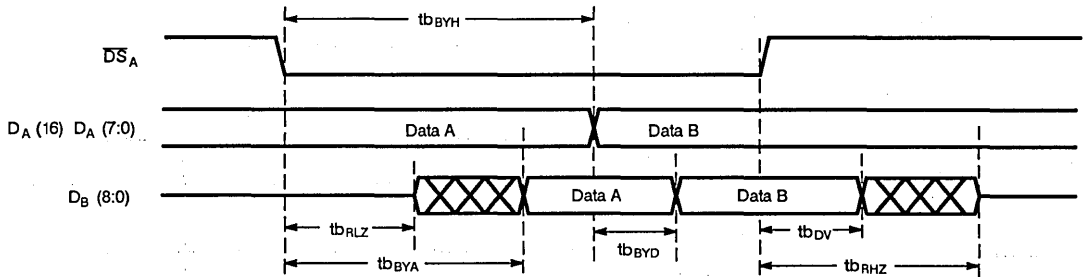 tbBYH
DSA
DA (16) DA (7:0) Data A Data B
DB (8:0) Data A Data B
tbRLZ tbBYD tbDV
tbBYA tbRHZ